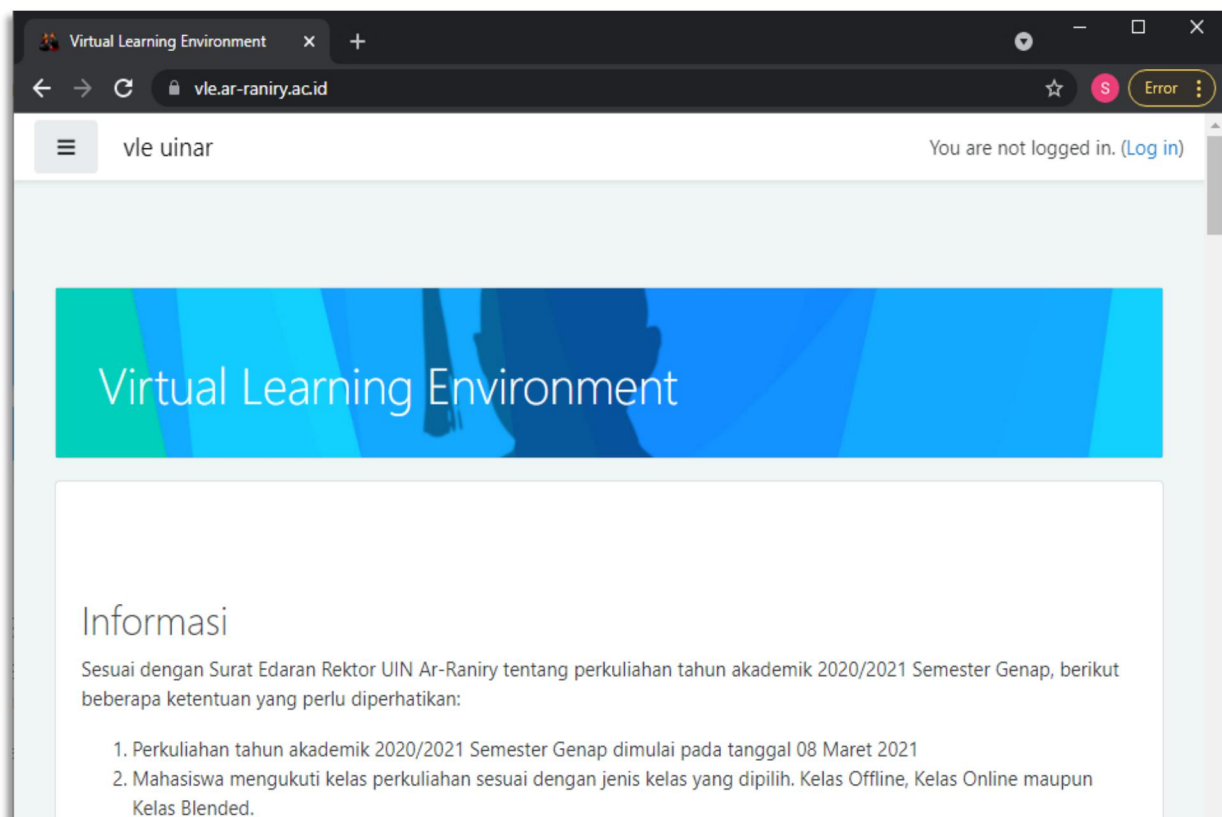 Virtual Learning Environment
vle.ar-raniry.ac.id
S
Error
vle uinar
You are not logged in. (Log in)
Virtual Learning Environment
Informasi
Sesuai dengan Surat Edaran Rektor UIN Ar-Raniry tentang perkuliahan tahun akademik 2020/2021 Semester Genap, berikut
beberapa ketentuan yang perlu diperhatikan:
1. Perkuliahan tahun akademik 2020/2021 Semester Genap dimulai pada tanggal 08 Maret 2021
2. Mahasiswa mengukuti kelas perkuliahan sesuai dengan jenis kelas yang dipilih. Kelas Offline, Kelas Online maupun
Kelas Blended.